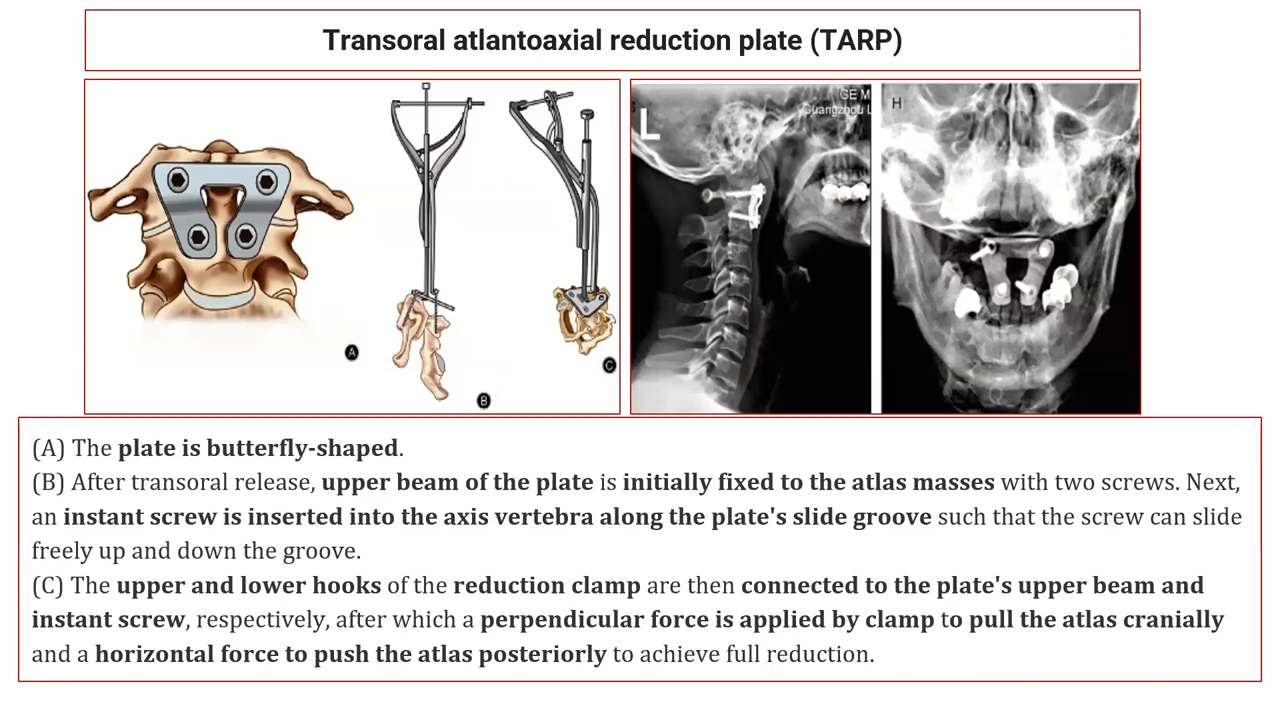 Transoral atlantoaxial reduction plate (TARP)
A
B
C
L
GE M
Guangzhou L
H
(A) The plate is butterfly-shaped.
(B) After transoral release, upper beam of the plate is initially fixed to the atlas masses with two screws. Next,
an instant screw is inserted into the axis vertebra along the plate's slide groove such that the screw can slide
freely up and down the groove.
(C) The upper and lower hooks of the reduction clamp are then connected to the plate's upper beam and
instant screw, respectively, after which a perpendicular force is applied by clamp to pull the atlas cranially
and a horizontal force to push the atlas posteriorly to achieve full reduction.